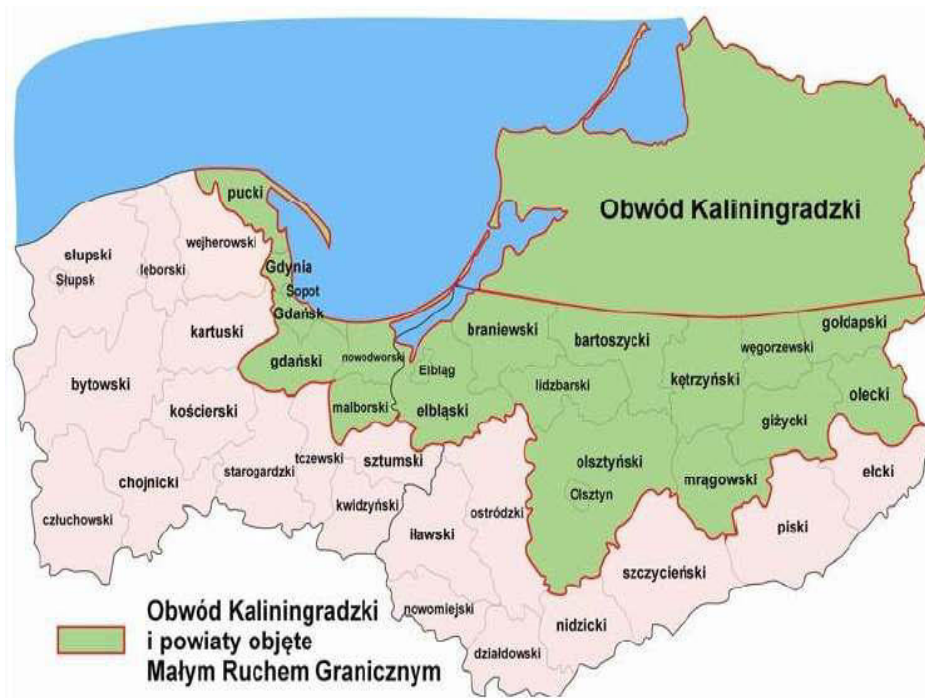 Obwód Kaliningradzki
pucki
wejherowski
słupski
Słupsk
lęborski
Gdynia
Sopot
Gdańsk
kartuski
gdański
nowodworski
Elbląg
braniewski
bartoszycki
węgorzewski
gołdapski
bytowski
kościerski
malborski
elbląski
lidzbarski
kętrzyński
giżycki
olecki
chojnicki
starogardzki
tczewski
sztumski
olsztyński
Olsztyn
mrągowski
ełcki
człuchowski
kwidzyński
iławski
ostródzki
szczycieński
piski
nowomiejski
nidzicki
działdowski
Obwód Kaliningradzki
i powiaty objęte
Małym Ruchem Granicznym